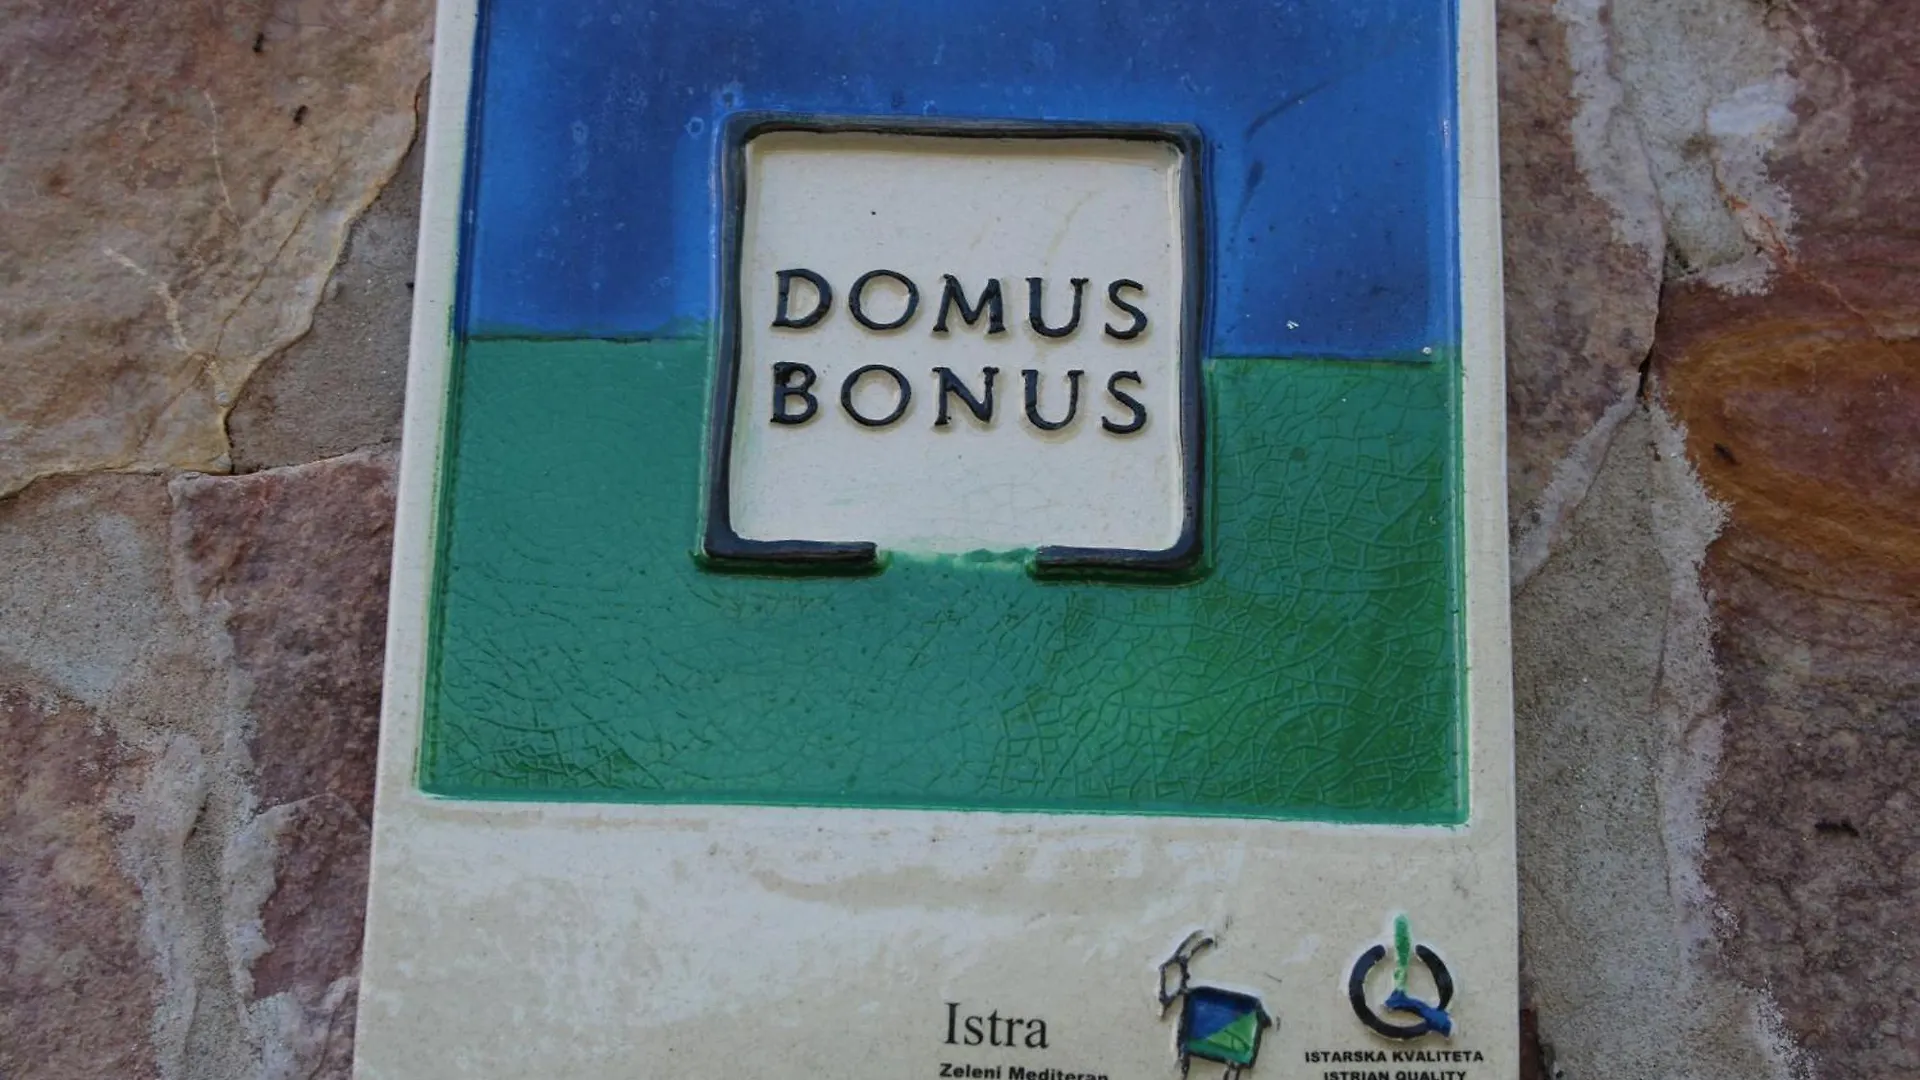 DOMUS
BONUS
Istra
Zeleni Mediteran
ISTARSKA KVALITETA
ISTRIAN QUALITY